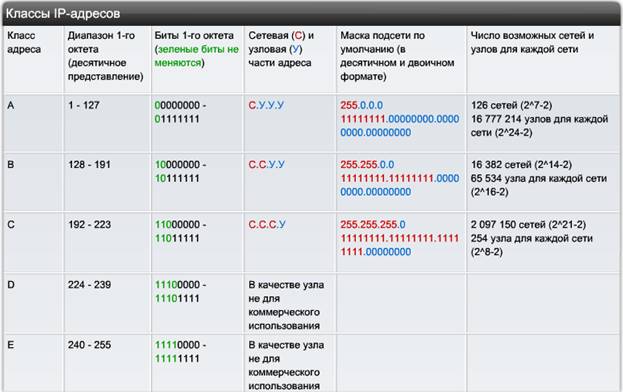 Классы IP-адресов
Класс адреса
Диапазон 1-го октета (десятичное представление)
Биты 1-го октета (зеленые биты не меняются)
Сетевая (С) и узловая (У) части адреса
Маска подсети по умолчанию (в десятичном и двоичном формате)
Число возможных сетей и узлов для каждой сети
A
1 - 127
00000000 -
01111111
С.У.У.У
255.0.0.0
11111111.00000000.0000
0000.00000000
126 сетей (2^7-2)
16 777 214 узлов для каждой
сети (2^24-2)
B
128 - 191
10000000 -
10111111
С.С.У.У
255.255.0.0
11111111.11111111.0000
0000.00000000
16 382 сетей (2^14-2)
65 534 узла для каждой сети
(2^16-2)
C
192 - 223
11000000 -
11011111
С.С.С.У
255.255.255.0
11111111.11111111.1111
1111.00000000
2 097 150 сетей (2^21-2)
254 узла для каждой сети
(2^8-2)
D
224 - 239
11100000 -
11101111
В качестве узла
не для
коммерческого
использования
E
240 - 255
11110000 -
11111111
В качестве узла
не для
коммерческого
использования